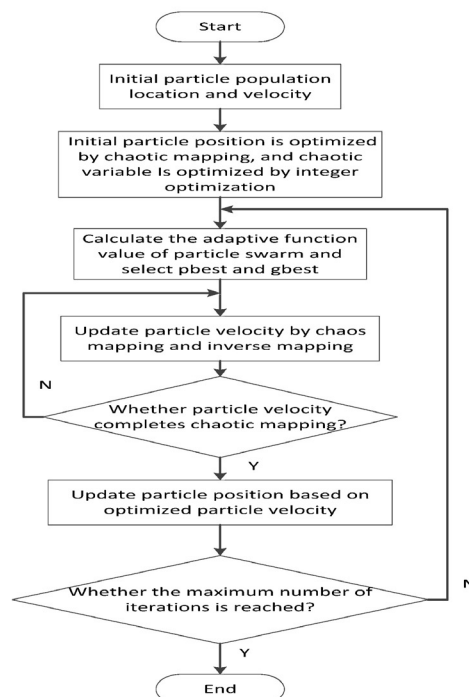 Start
Initial particle population
location and velocity
Initial particle position is optimized
by chaotic mapping, and chaotic
variable Is optimized by integer
optimization
Calculate the adaptive function
value of particle swarm and
select pbest and gbest
Update particle velocity by chaos
mapping and inverse mapping
N
Whether particle velocity
completes chaotic mapping?
Y
Update particle position based on
optimized particle velocity
N
Whether the maximum number of
iterations is reached?
Y
End